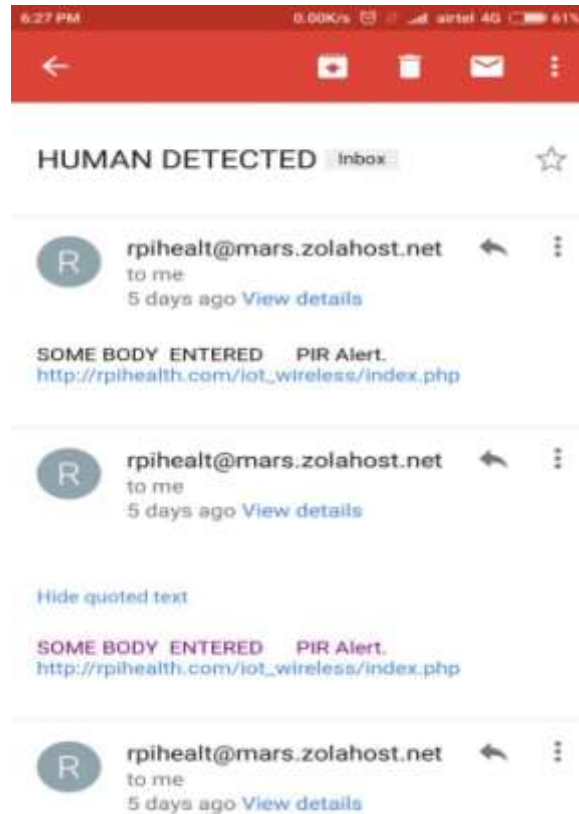 6:27 PM 0.00K/s airtel 4G 61%
HUMAN DETECTED Inbox
R
rpihealt@mars.zolahost.net
to me
5 days ago View details
SOME BODY ENTERED PIR Alert.
http://rpihealth.com/iot_wireless/index.php
R
rpihealt@mars.zolahost.net
to me
5 days ago View details
Hide quoted text
SOME BODY ENTERED PIR Alert.
http://rpihealth.com/iot_wireless/index.php
R
rpihealt@mars.zolahost.net
to me
5 days ago View details